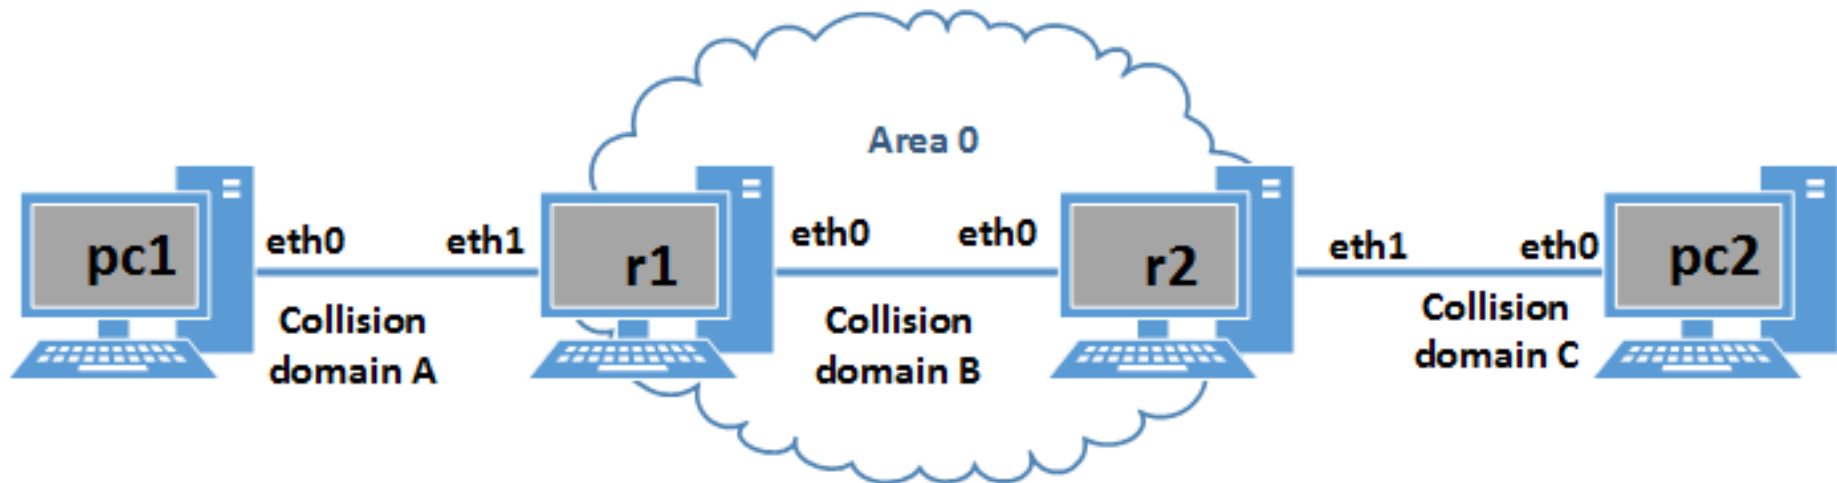 Area 0
pc1
eth0
eth1
r1
eth0
eth0
r2
eth1
eth0
pc2
Collision
domain A
Collision
domain B
Collision
domain C